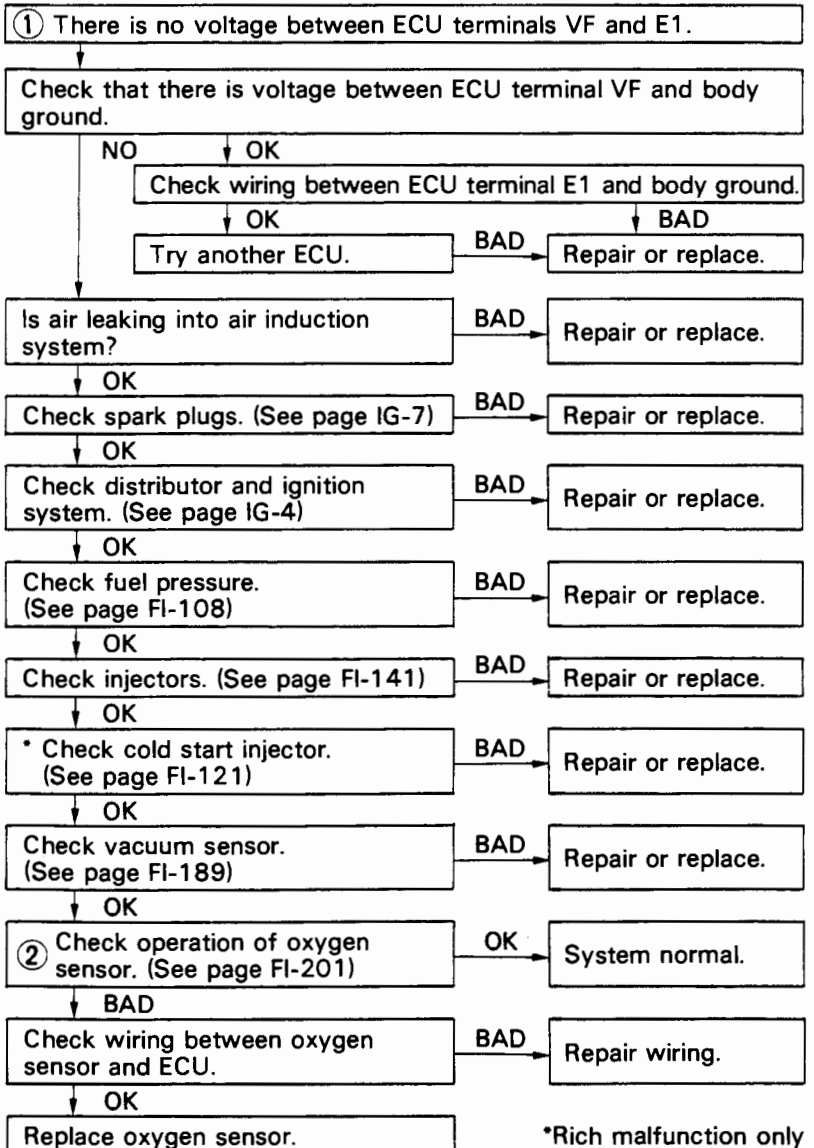 ① There is no voltage between ECU terminals VF and E1.
Check that there is voltage between ECU terminal VF and body
ground.
NO
OK
Check wiring between ECU terminal E1 and body ground.
OK
BAD
Try another ECU.
BAD
Repair or replace.
Is air leaking into air induction
system?
BAD
Repair or replace.
OK
Check spark plugs. (See page IG-7)
BAD
Repair or replace.
OK
Check distributor and ignition
system. (See page IG-4)
BAD
Repair or replace.
OK
Check fuel pressure.
(See page FI-108)
BAD
Repair or replace.
OK
Check injectors. (See page FI-141)
BAD
Repair or replace.
OK
* Check cold start injector.
(See page FI-121)
BAD
Repair or replace.
OK
Check vacuum sensor.
(See page FI-189)
BAD
Repair or replace.
OK
② Check operation of oxygen
sensor. (See page FI-201)
OK
System normal.
BAD
Check wiring between oxygen
sensor and ECU.
BAD
Repair wiring.
OK
Replace oxygen sensor.
*Rich malfunction only